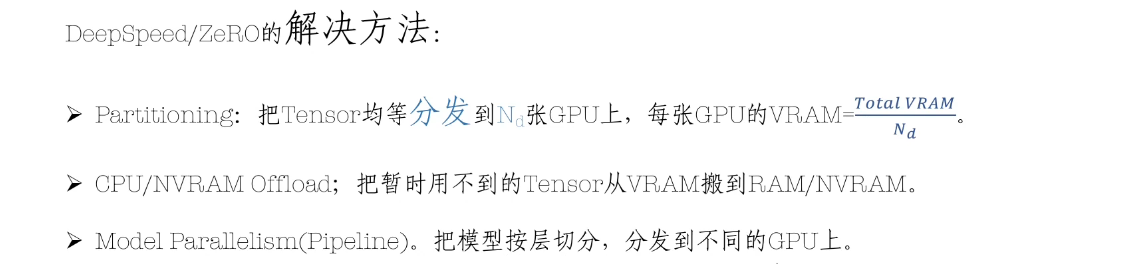 DeepSpeed/ZeRO的解决方法:
➢ Partitioning: 把Tensor均等分发到N_d张GPU上，每张GPU的VRAM=Total VRAM/N_d。
➢ CPU/NVRAM Offload；把暂时用不到的Tensor从VRAM搬到RAM/NVRAM。
➢ Model Parallelism(Pipeline)。把模型按层切分，分发到不同的GPU上。